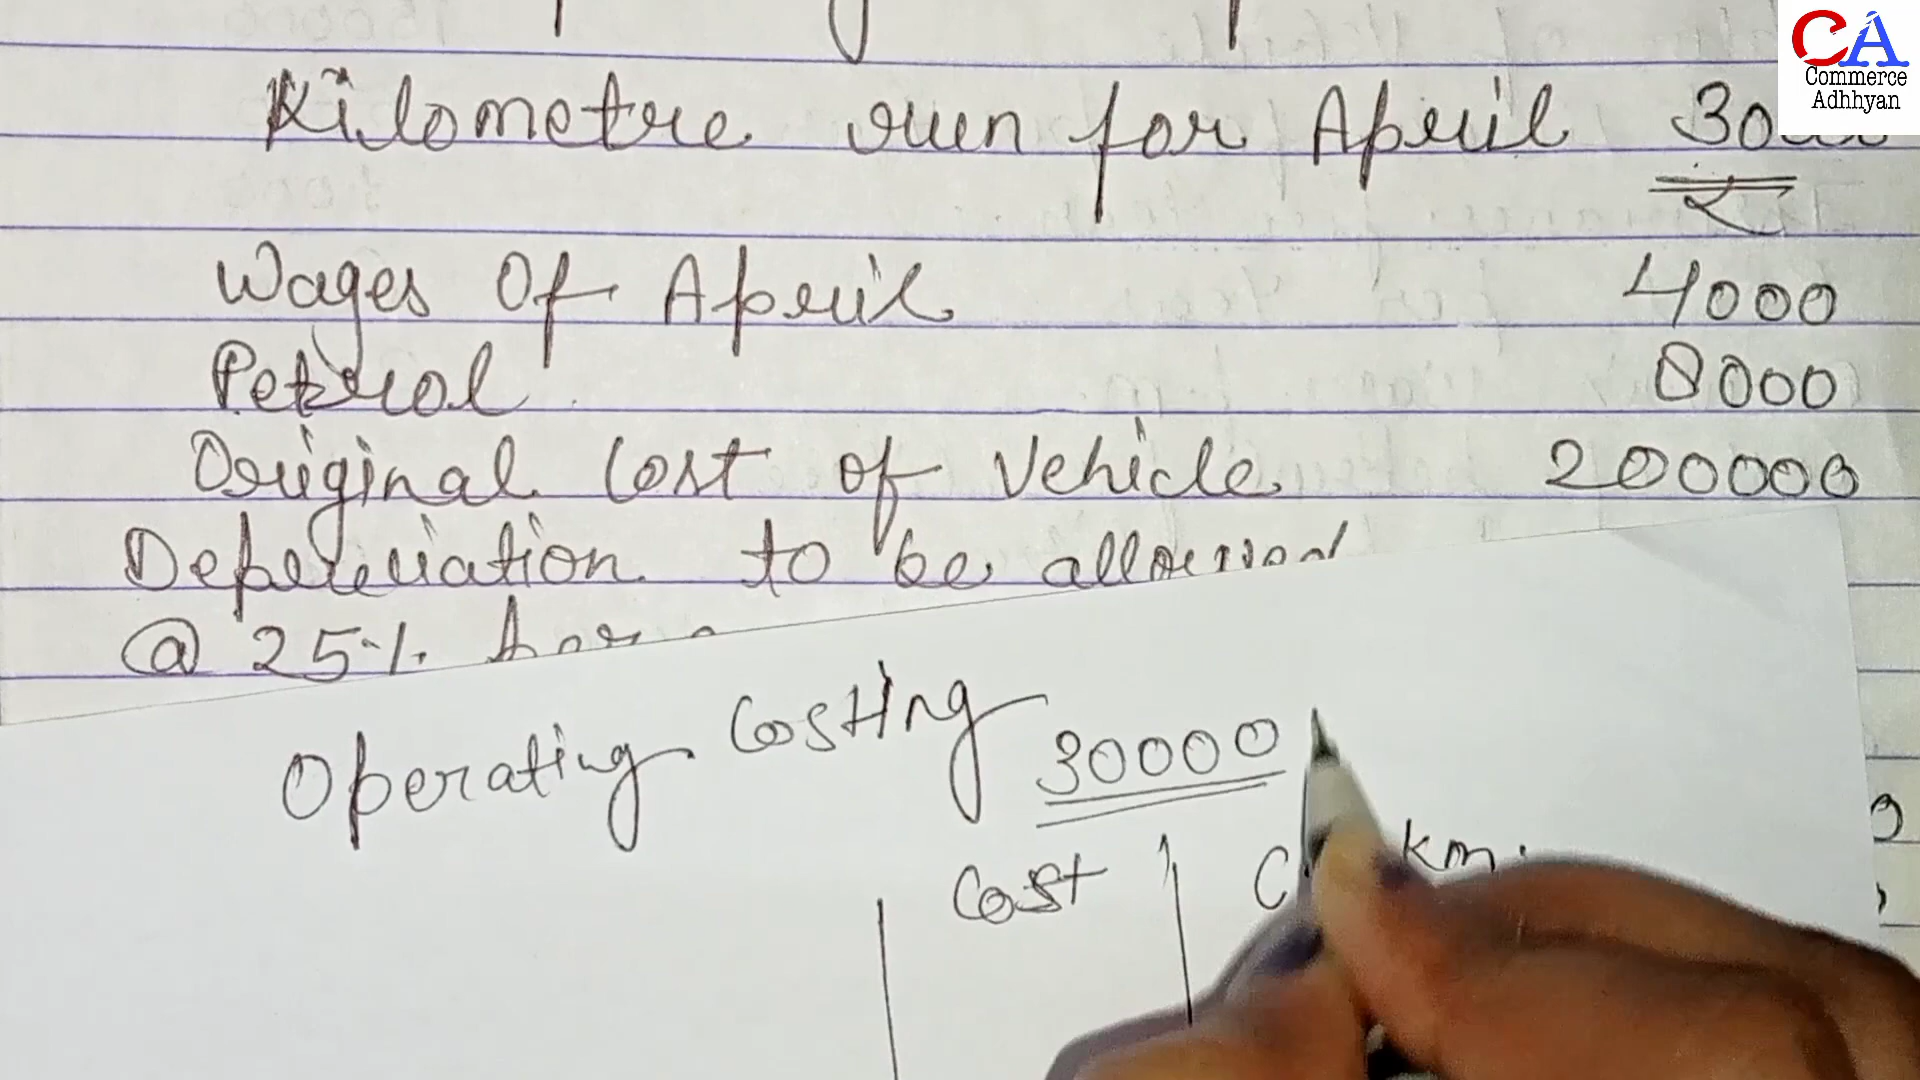 CA
Commerce
Adhhyan
Kilometre run for April
₹
Wages Of April 4000
Petrol 8000
Original Cost of Vehicle 200000
Depreciation to be
@ 25%
Operating Costing
30000
Cost
km.